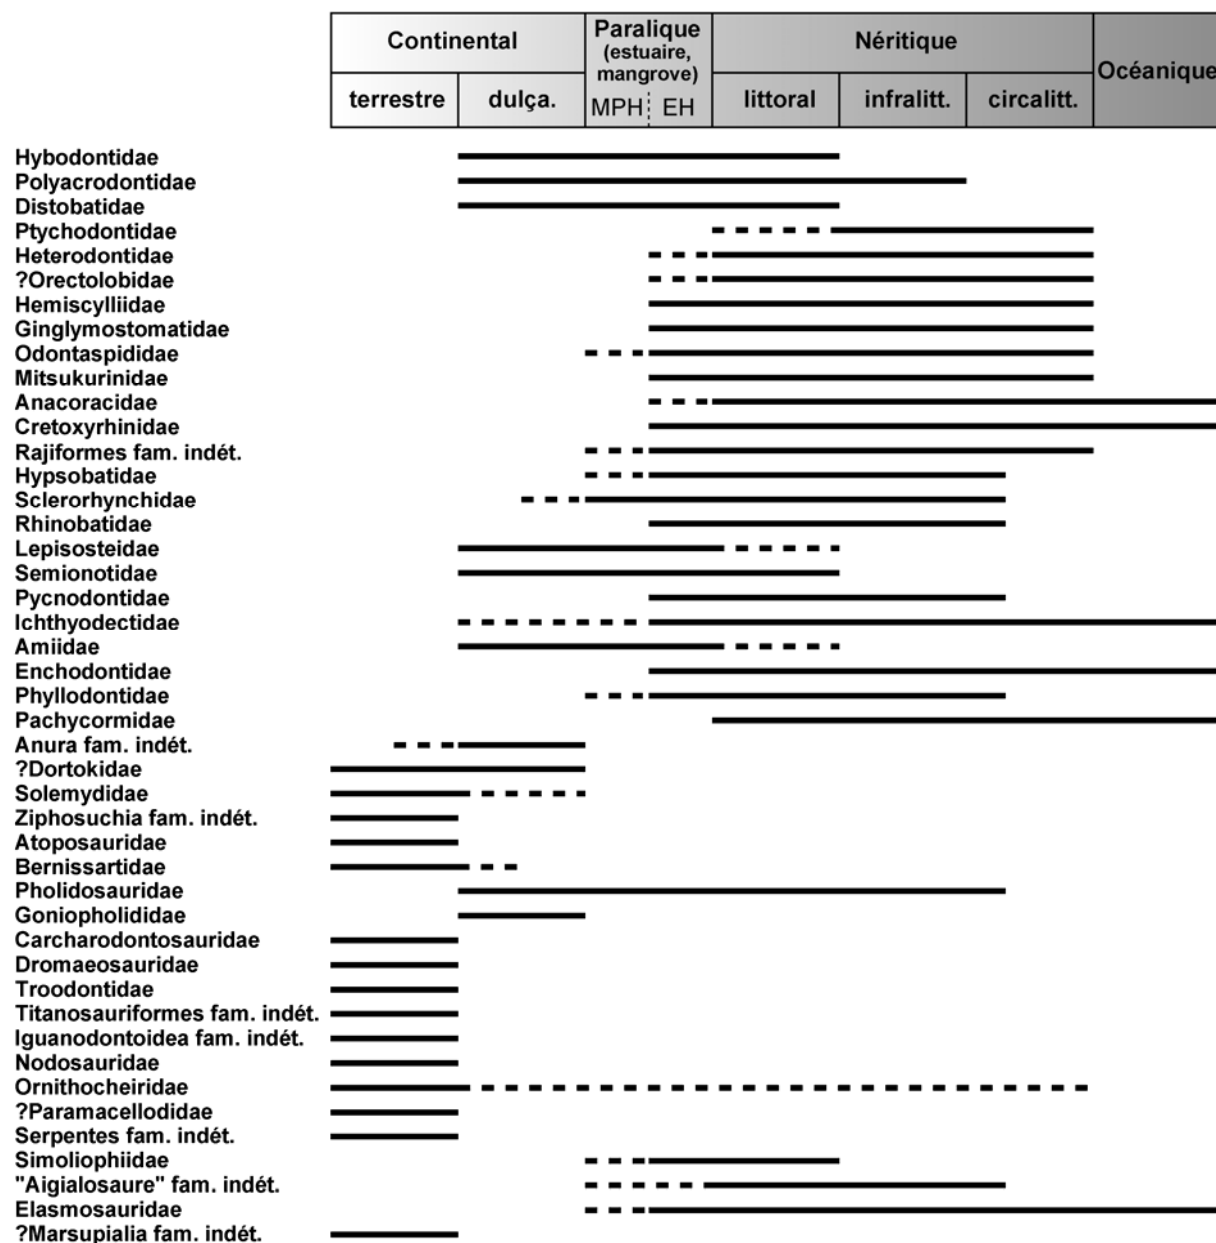 Continental
Paralique
(estuaire,
mangrove)
Néritique
Océanique
terrestre
dulça.
MPH EH
littoral
infralitt.
circalitt.
Hybodontidae
Polyacrodontidae
Distobatidae
Ptychodontidae
Heterodontidae
?Orectolobidae
Hemiscylliidae
Ginglymostomatidae
Odontaspididae
Mitsukurinidae
Anacoracidae
Cretoxyrhinidae
Rajiformes fam. indét.
Hypsobatidae
Sclerorhynchidae
Rhinobatidae
Lepisosteidae
Semionotidae
Pycnodontidae
Ichthyodectidae
Amiidae
Enchodontidae
Phyllodontidae
Pachycormidae
Anura fam. indét.
?Dortokidae
Solemydidae
Ziphosuchia fam. indét.
Atoposauridae
Bernissartidae
Pholidosauridae
Goniopholididae
Carcharodontosauridae
Dromaeosauridae
Troodontidae
Titanosauriformes fam. indét.
Iguanodontoidea fam. indét.
Nodosauridae
Ornithocheiridae
?Paramacellodidae
Serpentes fam. indét.
Simoliophiidae
"Aigialosaure" fam. indét.
Elasmosauridae
?Marsupialia fam. indét.